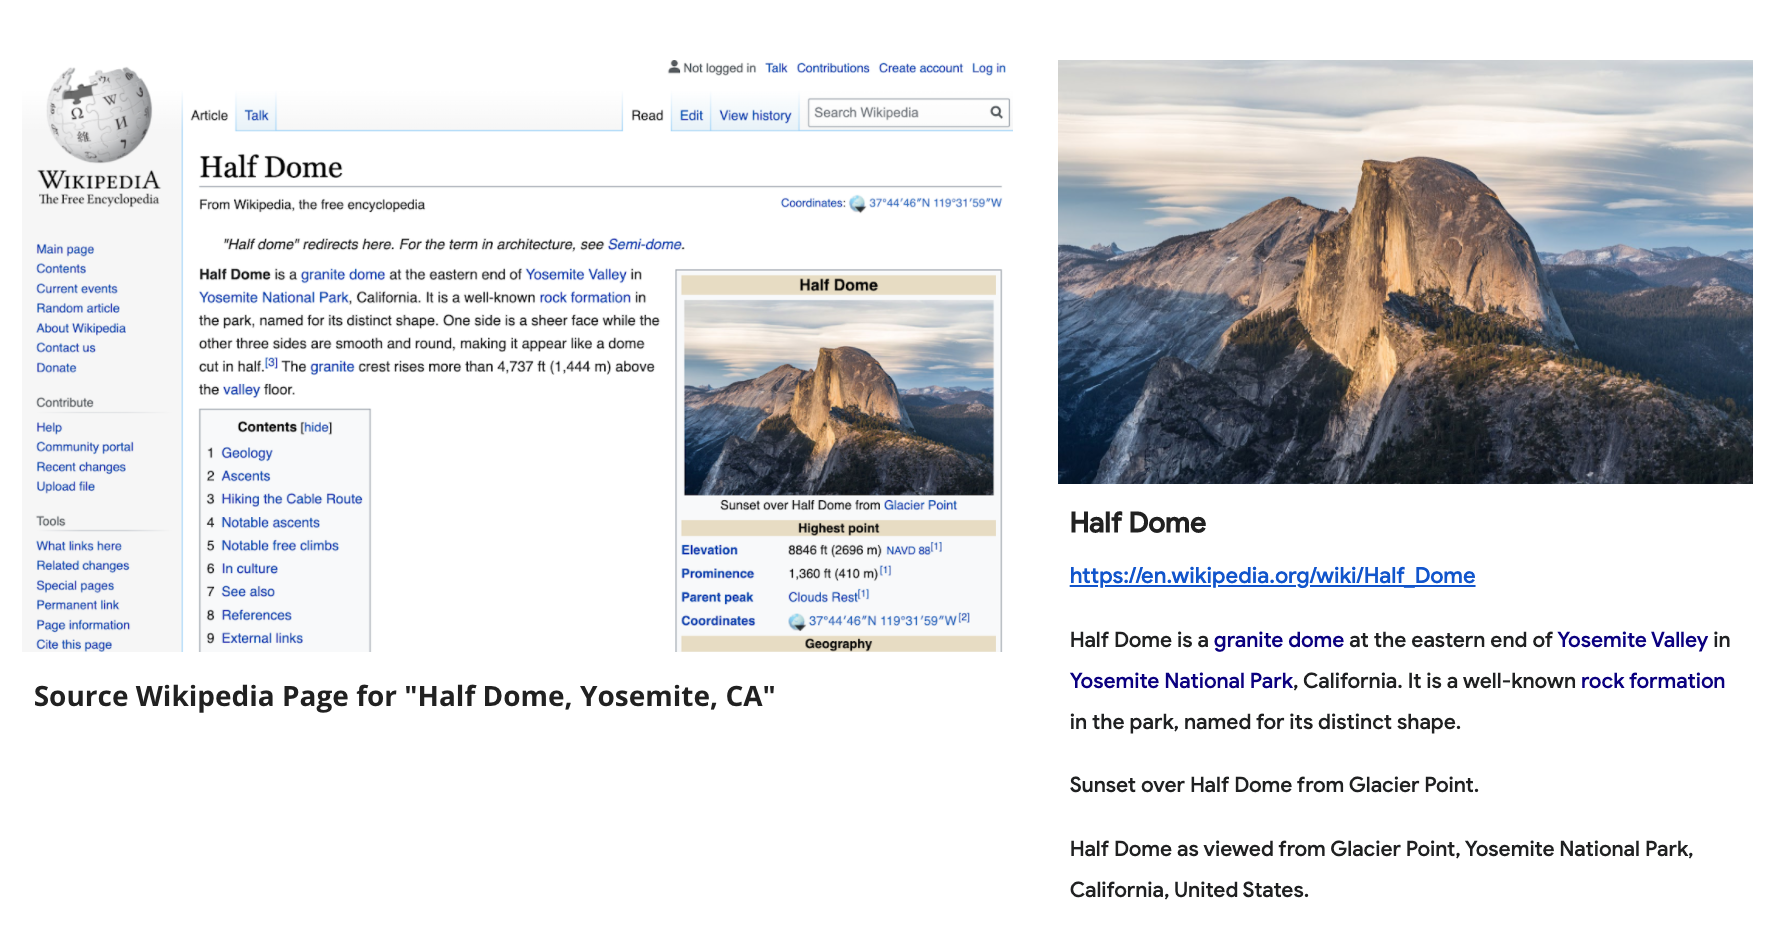 WIKIPEDIA
The Free Encyclopedia
Main page
Contents
Current events
Random article
About Wikipedia
Contact us
Donate
Contribute
Help
Community portal
Recent changes
Upload file
Tools
What links here
Related changes
Special pages
Permanent link
Page information
Cite this page
Not logged in Talk Contributions Create account Log in
Article Talk Read Edit View history Search Wikipedia
Half Dome
From Wikipedia, the free encyclopedia
Coordinates: 37°44′46″N 119°31′59″W
"Half dome" redirects here. For the term in architecture, see Semi-dome.
Half Dome is a granite dome at the eastern end of Yosemite Valley in
Yosemite National Park, California. It is a well-known rock formation in
the park, named for its distinct shape. One side is a sheer face while the
other three sides are smooth and round, making it appear like a dome
cut in half.[3] The granite crest rises more than 4,737 ft (1,444 m) above
the valley floor.
Contents [hide]
1 Geology
2 Ascents
3 Hiking the Cable Route
4 Notable ascents
5 Notable free climbs
6 In culture
7 See also
8 References
9 External links
Half Dome
Sunset over Half Dome from Glacier Point
Highest point
Elevation 8846 ft (2696 m) NAVD 88[1]
Prominence 1,360 ft (410 m)[1]
Parent peak Clouds Rest[1]
Coordinates 37°44′46″N 119°31′59″W[2]
Geography
Source Wikipedia Page for "Half Dome, Yosemite, CA"
Half Dome
https://en.wikipedia.org/wiki/Half_Dome
Half Dome is a granite dome at the eastern end of Yosemite Valley in
Yosemite National Park, California. It is a well-known rock formation
in the park, named for its distinct shape.
Sunset over Half Dome from Glacier Point.
Half Dome as viewed from Glacier Point, Yosemite National Park,
California, United States.